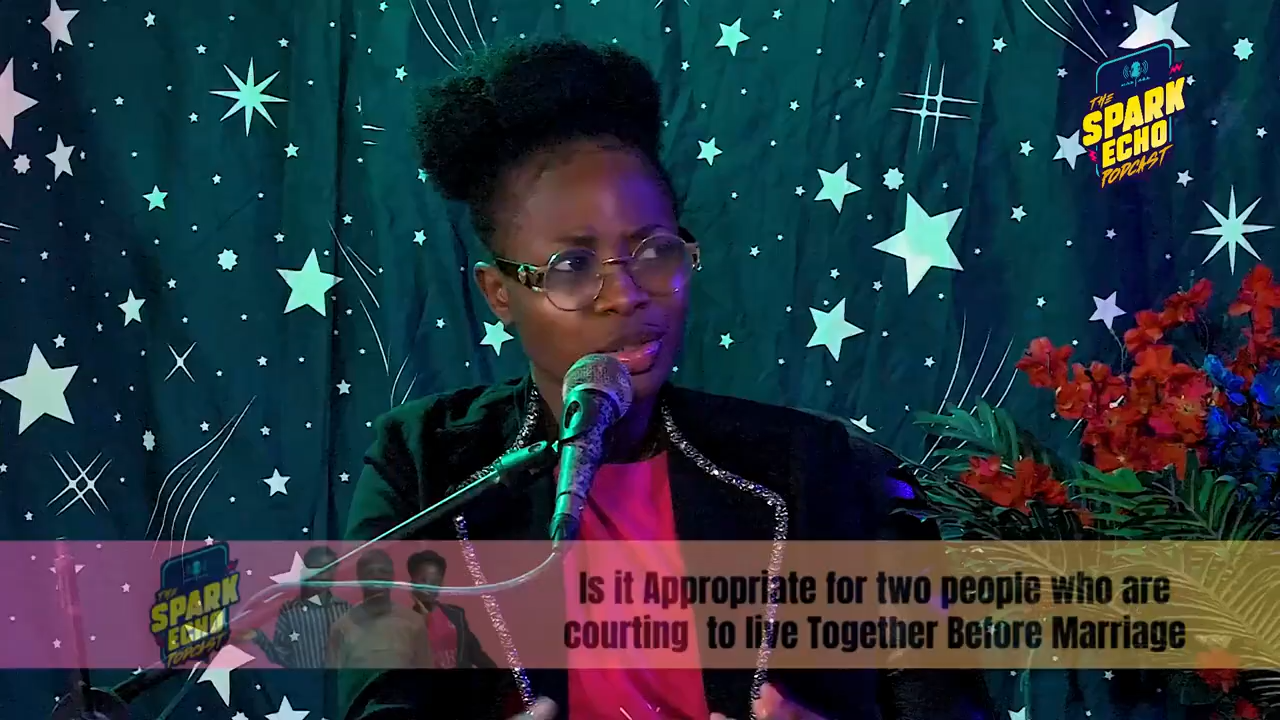 THE
SPARK
ECHO
PODCAST
THE
SPARK
ECHO
PODCAST
Is it Appropriate for two people who are
courting to live Together Before Marriage